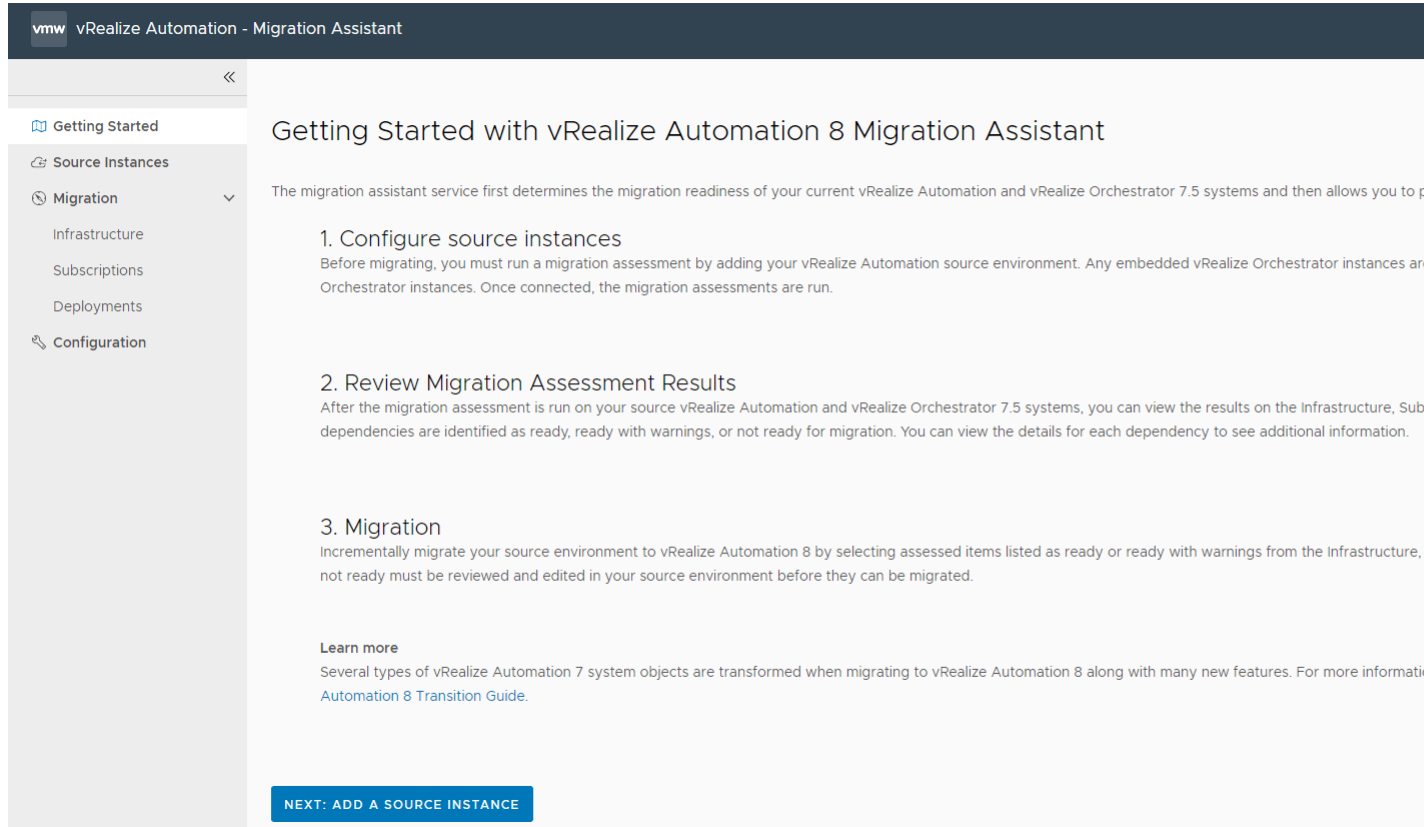 vmw vRealize Automation - Migration Assistant
Getting Started
Source Instances
Migration
Infrastructure
Subscriptions
Deployments
Configuration
Getting Started with vRealize Automation 8 Migration Assistant
The migration assistant service first determines the migration readiness of your current vRealize Automation and vRealize Orchestrator 7.5 systems and then allows you to p
1. Configure source instances
Before migrating, you must run a migration assessment by adding your vRealize Automation source environment. Any embedded vRealize Orchestrator instances are
Orchestrator instances. Once connected, the migration assessments are run.
2. Review Migration Assessment Results
After the migration assessment is run on your source vRealize Automation and vRealize Orchestrator 7.5 systems, you can view the results on the Infrastructure, Sub
dependencies are identified as ready, ready with warnings, or not ready for migration. You can view the details for each dependency to see additional information.
3. Migration
Incrementally migrate your source environment to vRealize Automation 8 by selecting assessed items listed as ready or ready with warnings from the Infrastructure,
not ready must be reviewed and edited in your source environment before they can be migrated.
Learn more
Several types of vRealize Automation 7 system objects are transformed when migrating to vRealize Automation 8 along with many new features. For more informati
Automation 8 Transition Guide.
NEXT: ADD A SOURCE INSTANCE